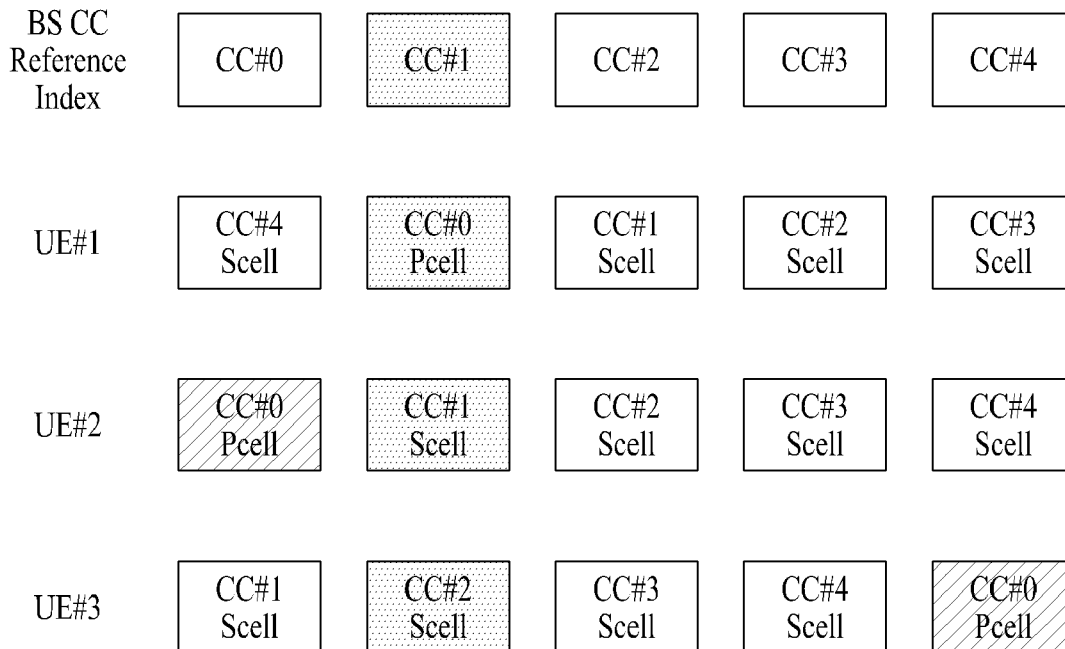 BS CC
Reference
Index
CC#0
CC#1
CC#2
CC#3
CC#4
UE#1
CC#4
Scell
CC#0
Pcell
CC#1
Scell
CC#2
Scell
CC#3
Scell
UE#2
CC#0
Pcell
CC#1
Scell
CC#2
Scell
CC#3
Scell
CC#4
Scell
UE#3
CC#1
Scell
CC#2
Scell
CC#3
Scell
CC#4
Scell
CC#0
Pcell